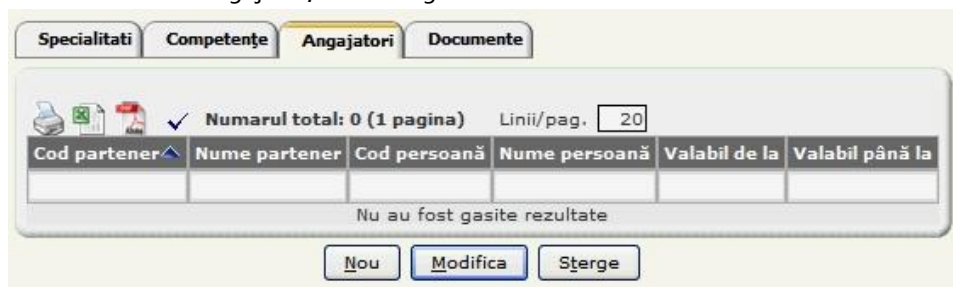 Specialitati Competențe Angajatori Documente
Numarul total: 0 (1 pagina) Linii/pag. 20
Cod partener Nume partener Cod persoană Nume persoană Valabil de la Valabil până la
Nu au fost gasite rezultate
Nou Modifica Sterge